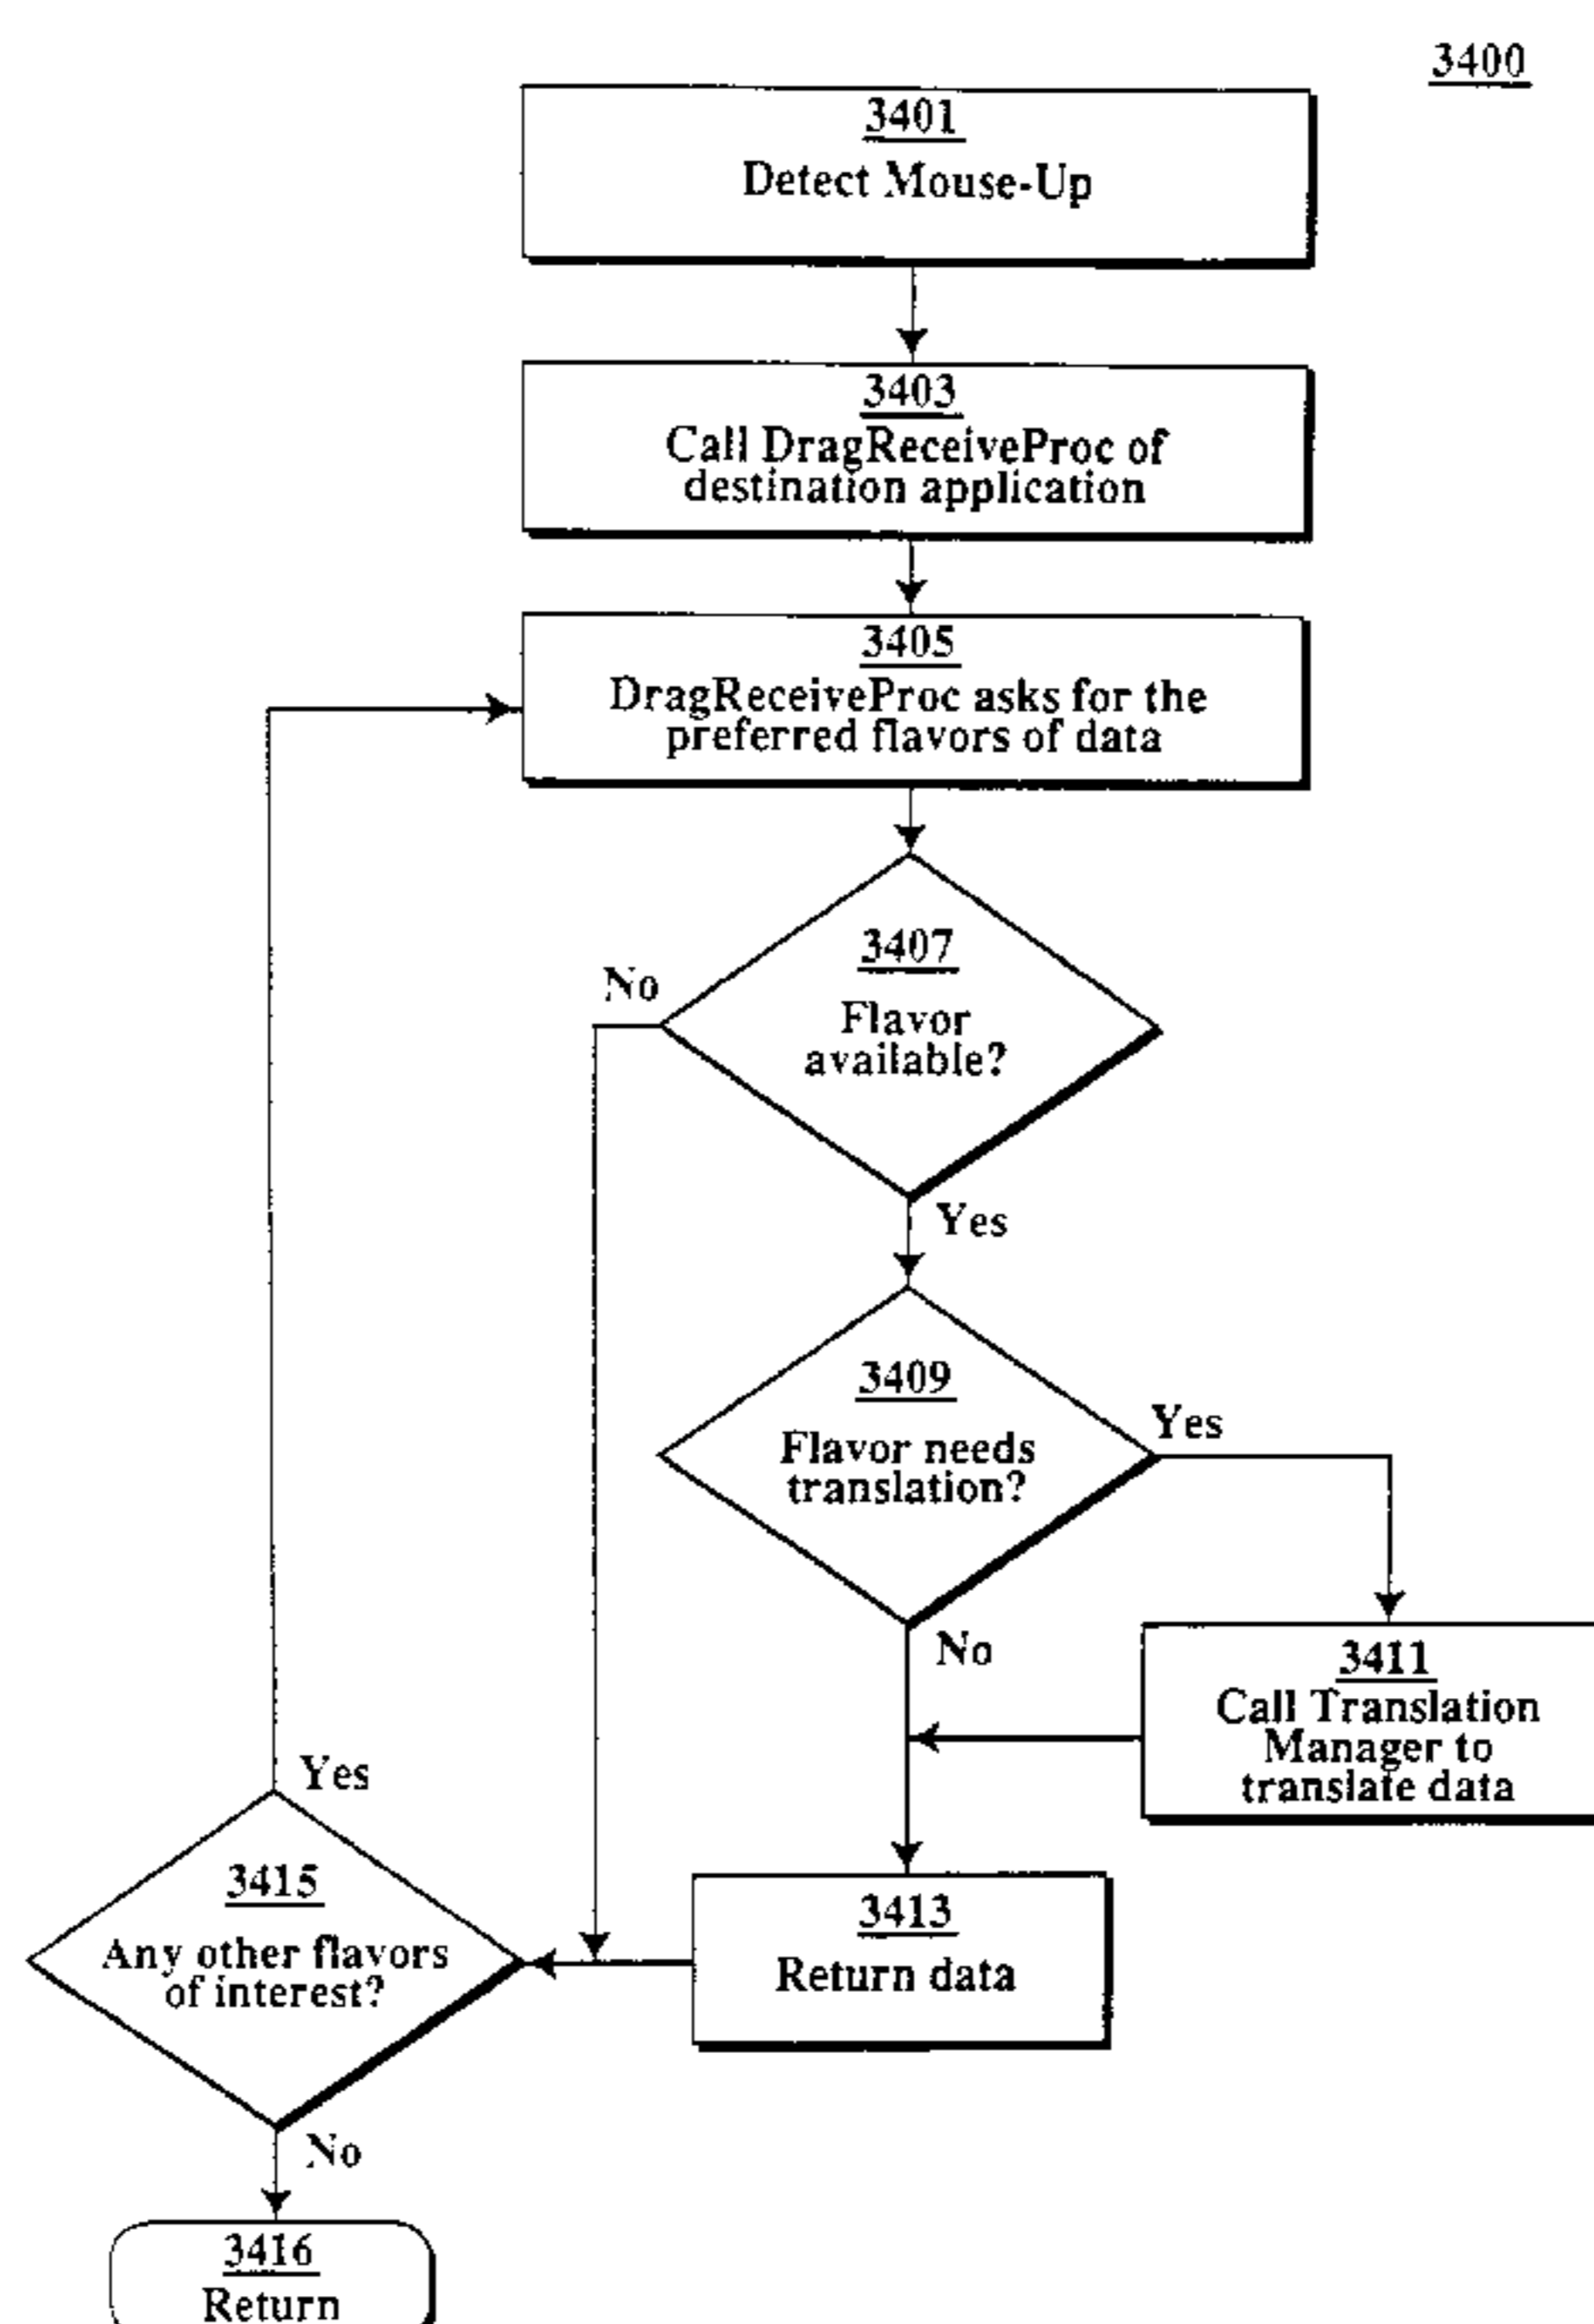 3400
3401
Detect Mouse-Up
3403
Call DragReceiveProc of
destination application
3405
DragReceiveProc asks for the
preferred flavors of data
3407
No
Flavor
available?
Yes
3409
Yes
Flavor needs
translation?
No
3411
Call Translation
Manager to
translate data
Yes
3415
Any other flavors
of interest?
3413
Return data
No
3416
Return